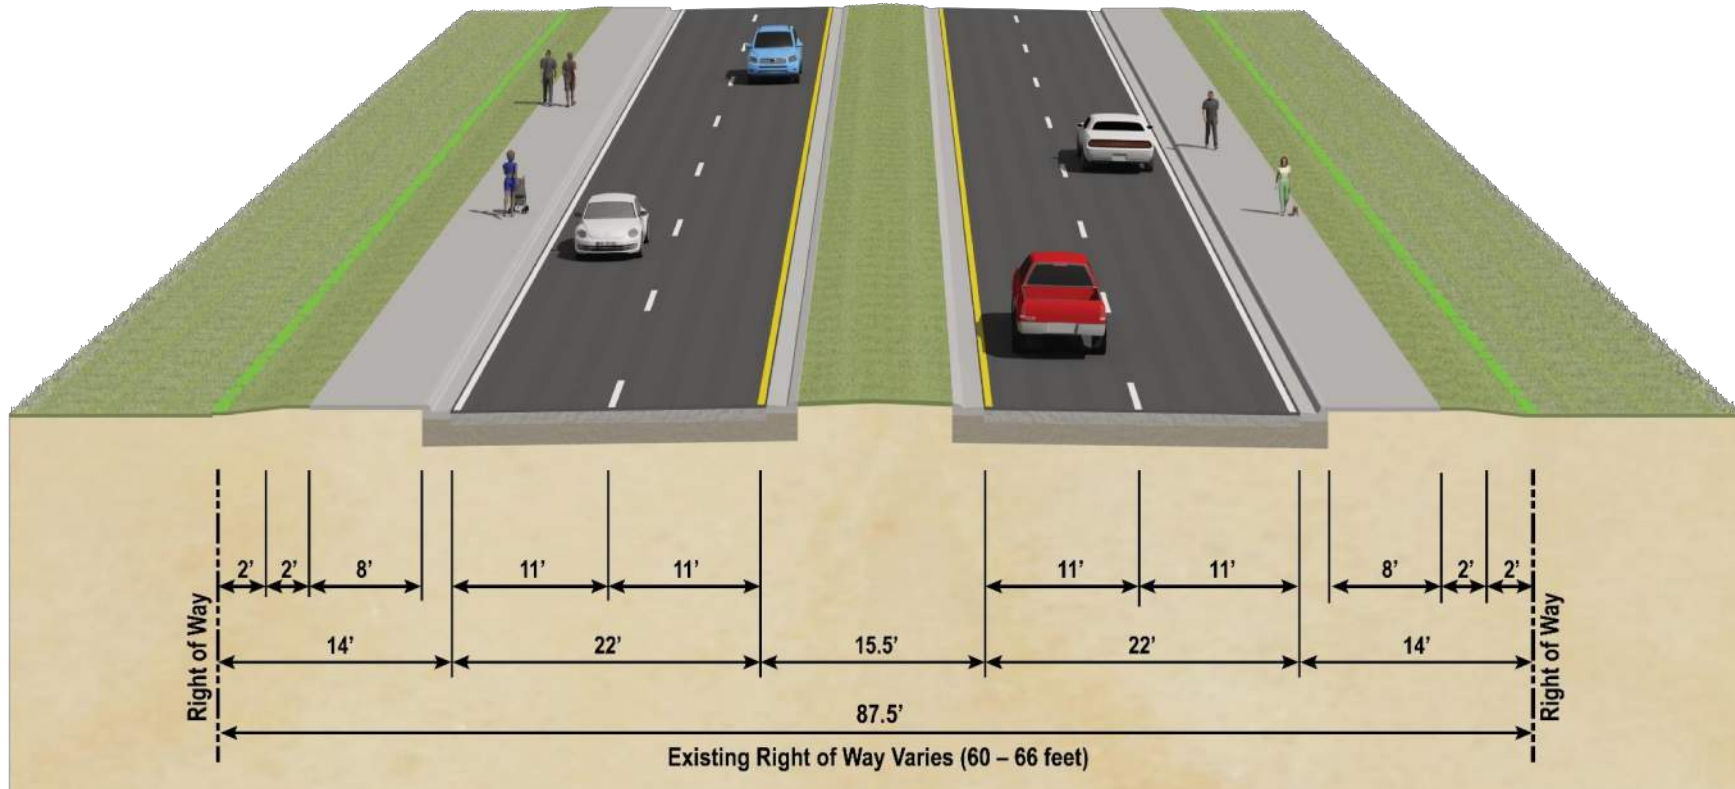 2' 2' 8' 11' 11' 11' 11' 8' 2' 2'
Right of Way
14' 22' 15.5' 22' 14'
Right of Way
87.5'
Existing Right of Way Varies (60 – 66 feet)